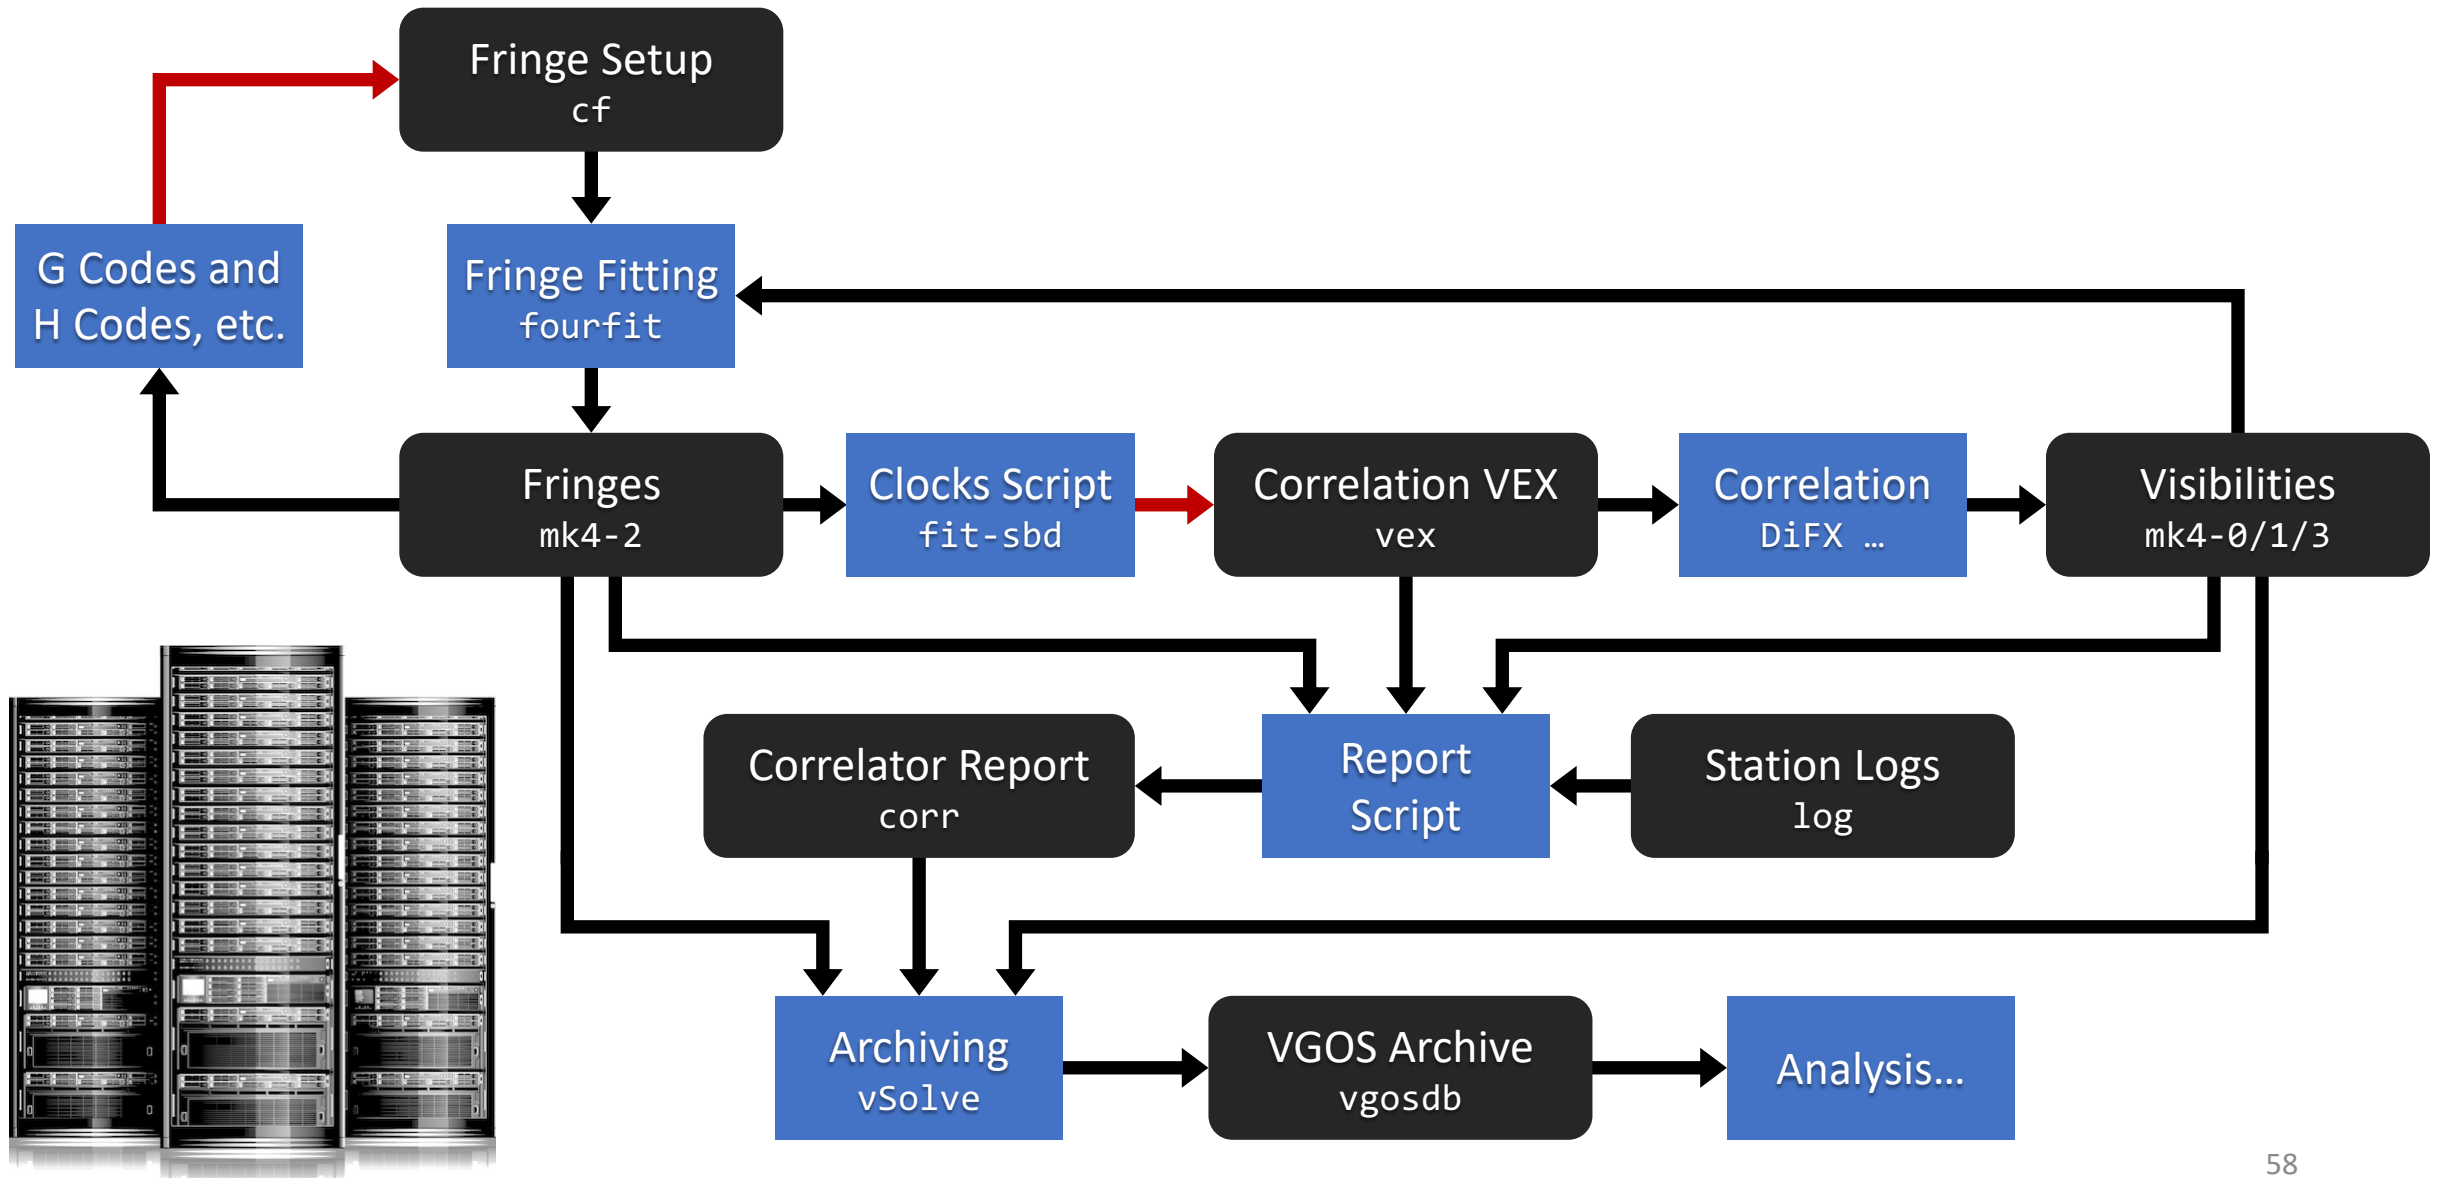 Fringe Setup
cf
G Codes and
H Codes, etc.
Fringe Fitting
fourfit
Fringes
mk4-2
Clocks Script
fit-sbd
Correlation VEX
vex
Correlation
DiFX …
Visibilities
mk4-0/1/3
Correlator Report
corr
Report
Script
Station Logs
log
Archiving
vSolve
VGOS Archive
vgosdb
Analysis…
58